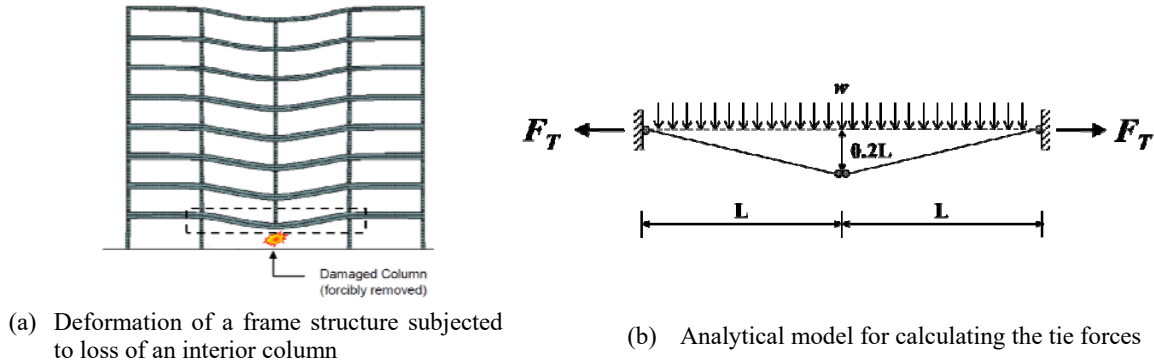 Damaged Column
(forcibly removed)
(a) Deformation of a frame structure subjected
to loss of an interior column
w
F_T
F_T
0.2L
L
L
(b) Analytical model for calculating the tie forces